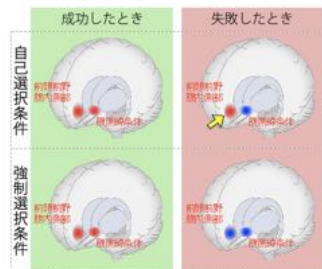 成功したとき
失敗したとき
自己選択条件
前頭前野
腹内側部
腹側線条体
前頭前野
腹内側部
腹側線条体
強制選択条件
前頭前野
腹内側部
腹側線条体
前頭前野
腹内側部
腹側線条体